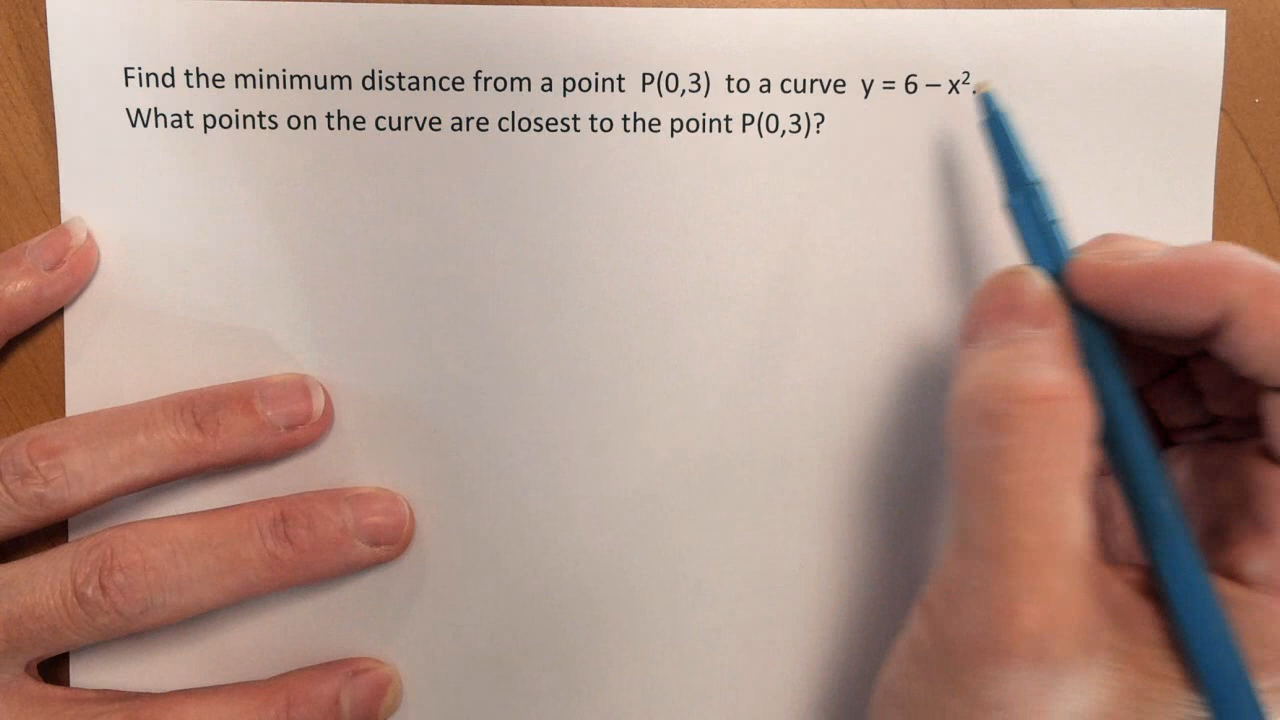 Find the minimum distance from a point P(0,3) to a curve y = 6 – x².
What points on the curve are closest to the point P(0,3)?